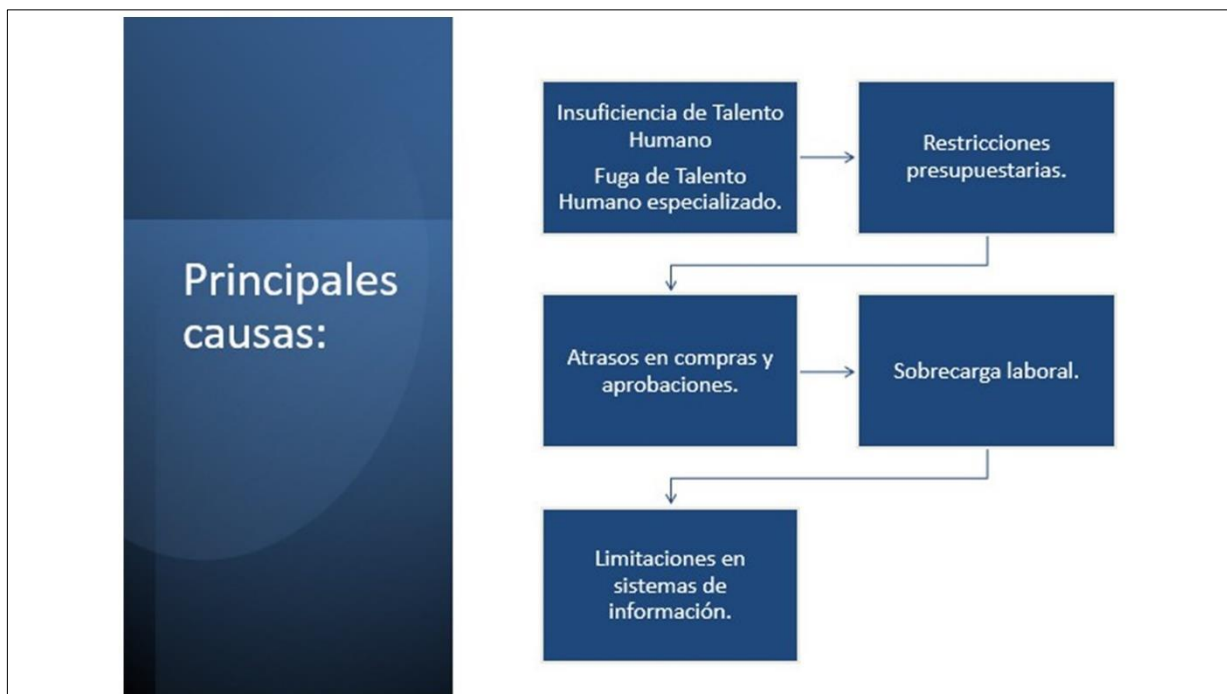 Principales
causas:
Insuficiencia de Talento
Humano
Fuga de Talento
Humano especializado.
Restricciones
presupuestarias.
Atrasos en compras y
aprobaciones.
Sobrecarga laboral.
Limitaciones en
sistemas de
información.